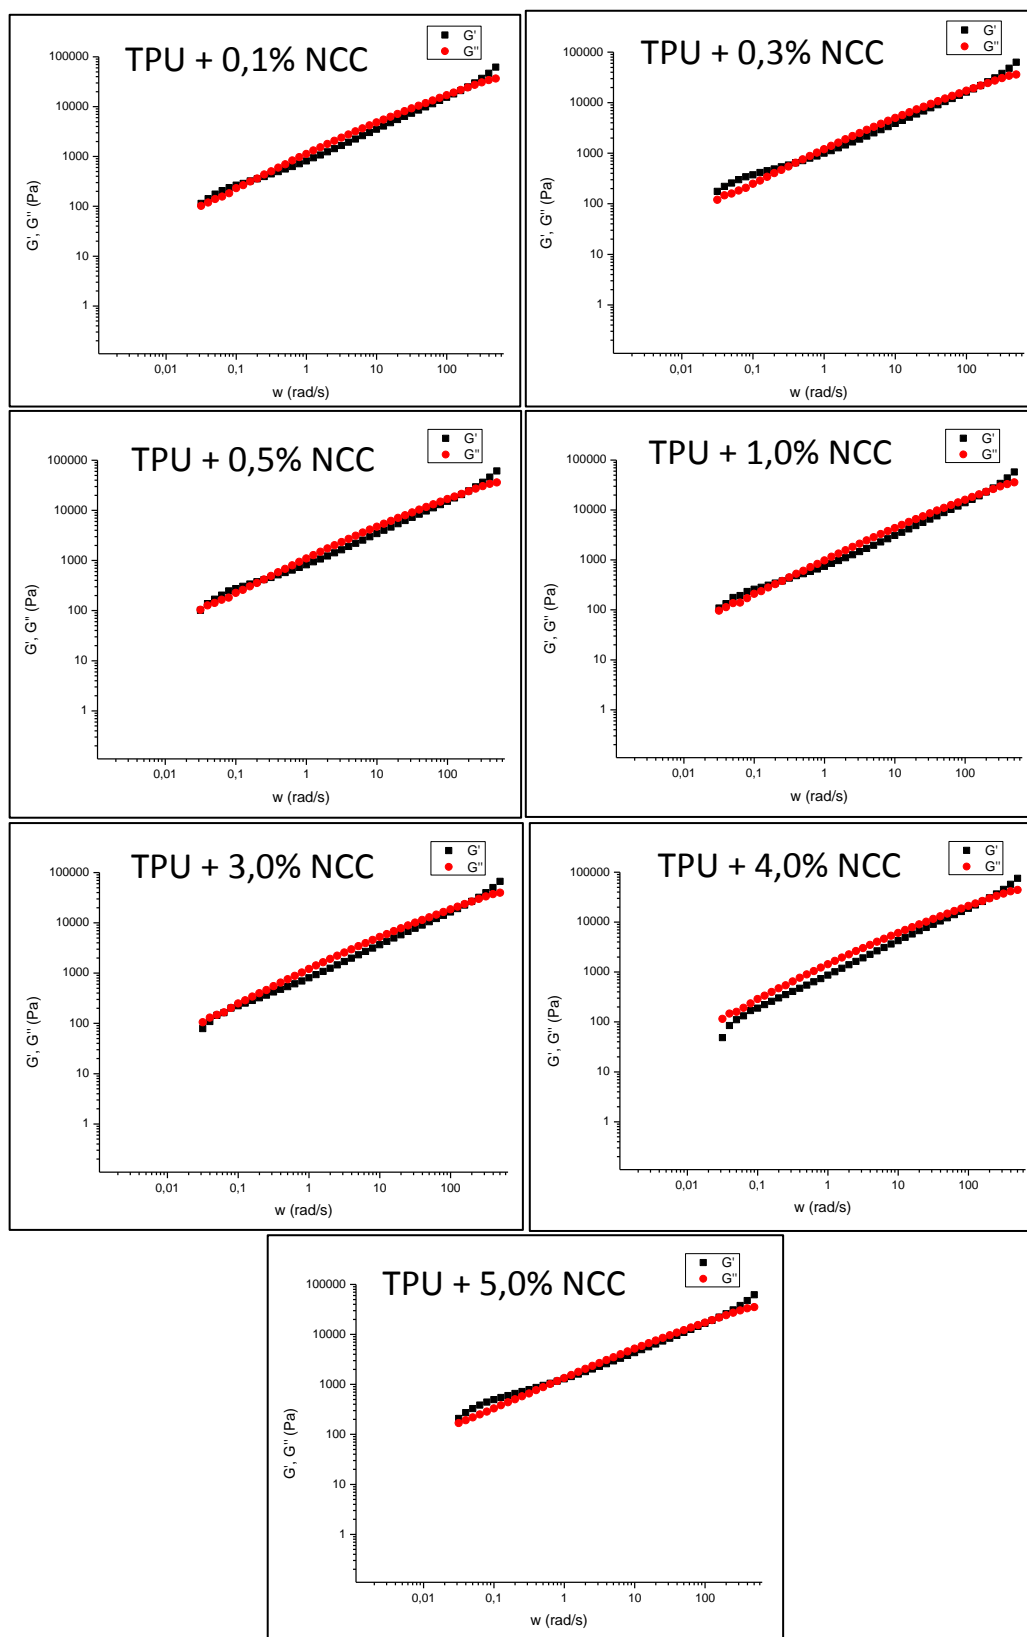 TPU + 0,1% NCC
G'
G''
100000
10000
1000
100
10
1
G', G'' (Pa)
0,01 0,1 1 10 100
w (rad/s)
TPU + 0,3% NCC
G'
G''
100000
10000
1000
100
10
1
G', G'' (Pa)
0,01 0,1 1 10 100
w (rad/s)
TPU + 0,5% NCC
G'
G''
100000
10000
1000
100
10
1
G', G'' (Pa)
0,01 0,1 1 10 100
w (rad/s)
TPU + 1,0% NCC
G'
G''
100000
10000
1000
100
10
1
G', G'' (Pa)
0,01 0,1 1 10 100
w (rad/s)
TPU + 3,0% NCC
G'
G''
100000
10000
1000
100
10
1
G', G'' (Pa)
0,01 0,1 1 10 100
w (rad/s)
TPU + 4,0% NCC
G'
G''
100000
10000
1000
100
10
1
G', G'' (Pa)
0,01 0,1 1 10 100
w (rad/s)
TPU + 5,0% NCC
G'
G''
100000
10000
1000
100
10
1
G', G'' (Pa)
0,01 0,1 1 10 100
w (rad/s)